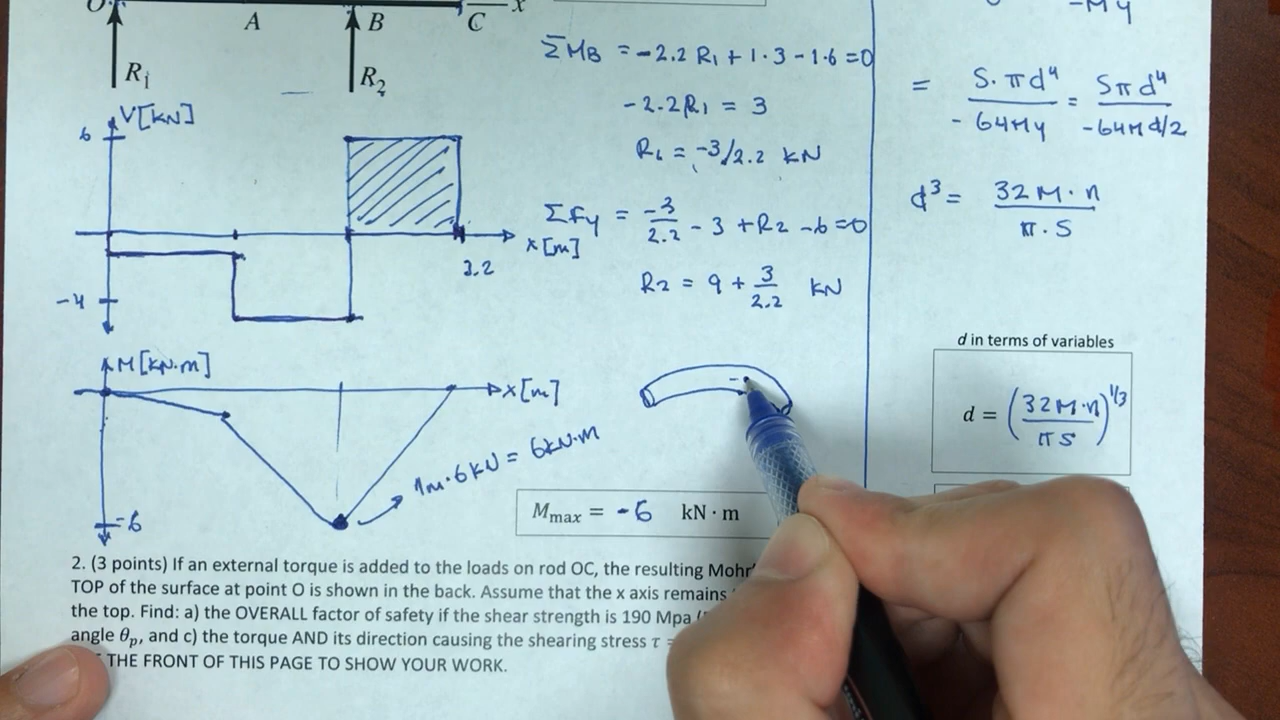 O A B C x
R₁ R₂
-My
ΣMB = -2.2 R₁ + 1·3 - 1·6 = 0
-2.2R₁ = 3
R₁ = -3/2.2 kN
ΣFy = -3/2.2 - 3 + R₂ - 6 = 0
R₂ = 9 + 3/2.2 kN
V[kN]
6
-4
x[m]
3.2
M[kN·m]
x[m]
-6
1m·6kN = 6kN·m
Mmax = -6 kN · m
= S·πd⁴/-64My = Sπd⁴/-64Md/2
d³ = 32M·n/π·S
d in terms of variables
d = (32M·n/πS)^1/3
2. (3 points) If an external torque is added to the loads on rod OC, the resulting Mohr'
TOP of the surface at point O is shown in the back. Assume that the x axis remains
the top. Find: a) the OVERALL factor of safety if the shear strength is 190 Mpa (
angle θp, and c) the torque AND its direction causing the shearing stress τ =
THE FRONT OF THIS PAGE TO SHOW YOUR WORK.